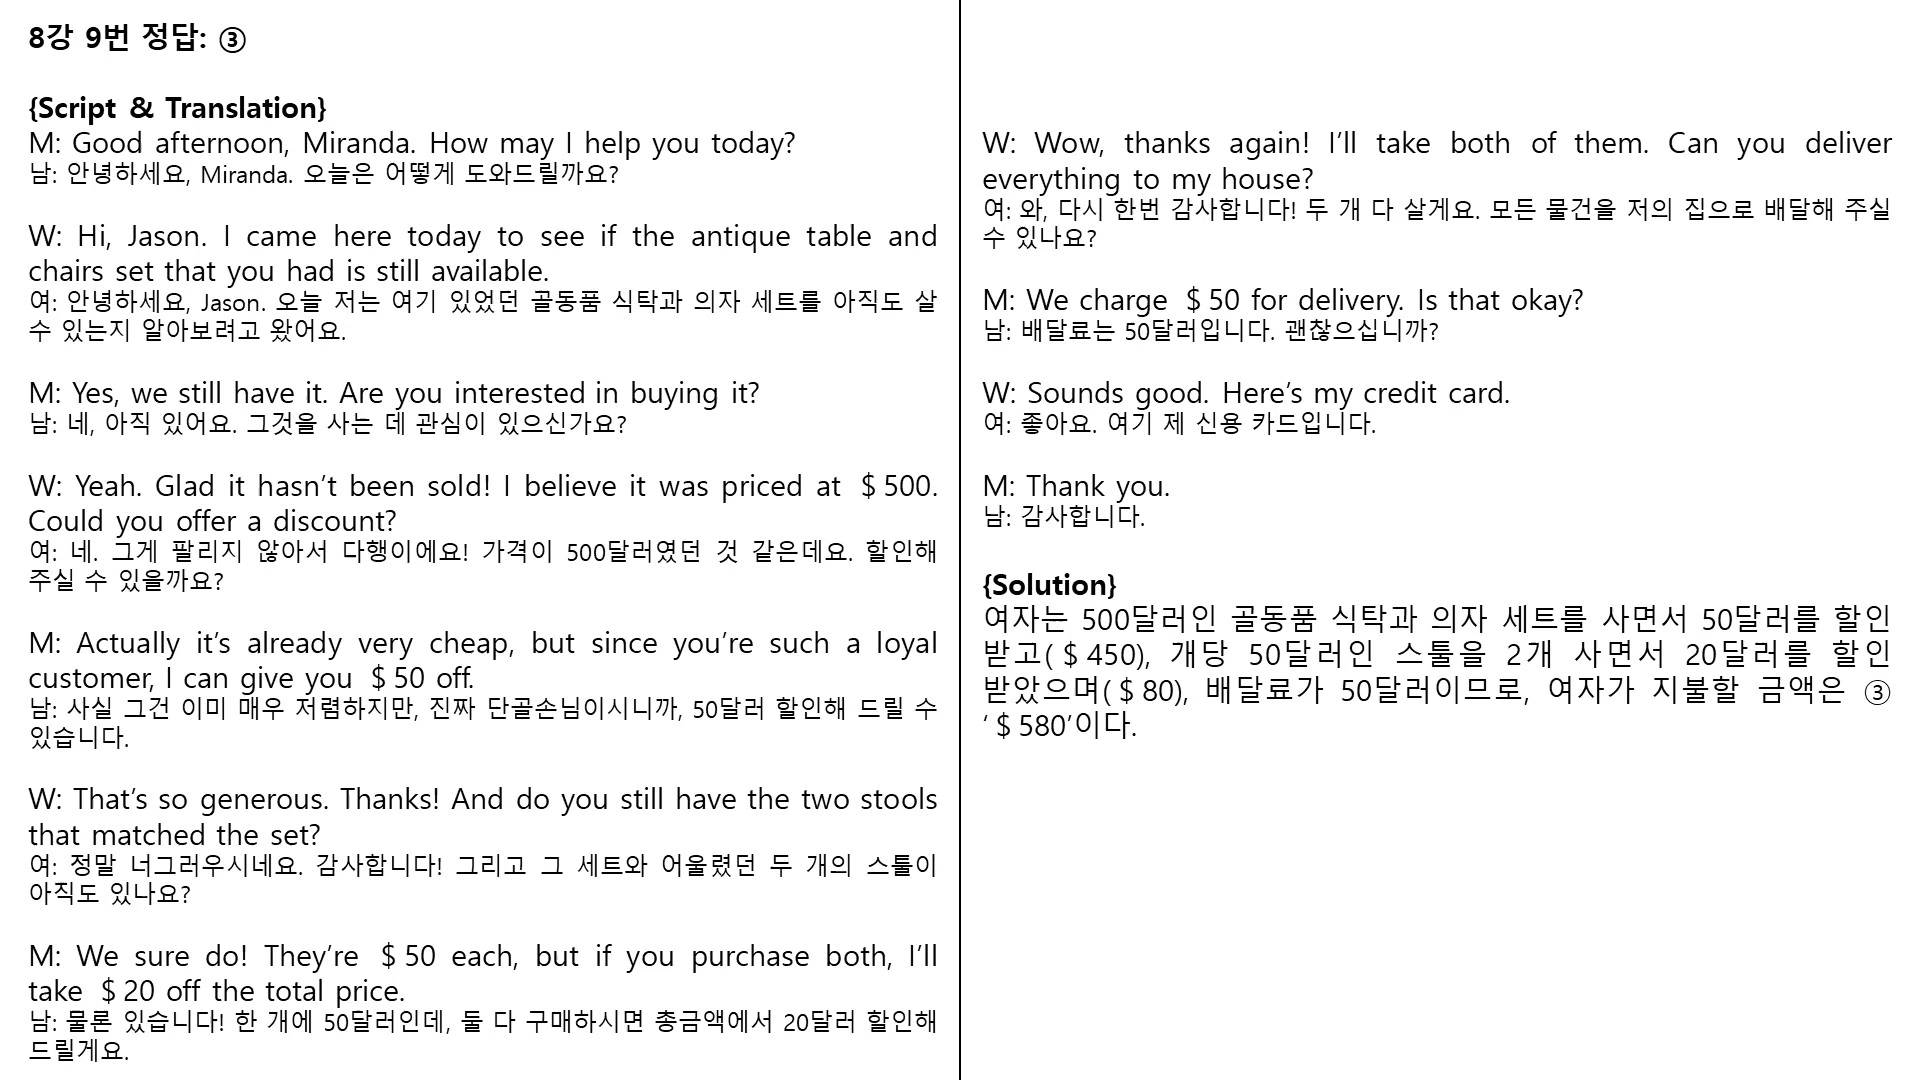 8강 9번 정답: ③
{Script & Translation}
M: Good afternoon, Miranda. How may I help you today?
남: 안녕하세요, Miranda. 오늘은 어떻게 도와드릴까요?
W: Hi, Jason. I came here today to see if the antique table and
chairs set that you had is still available.
여: 안녕하세요, Jason. 오늘 저는 여기 있었던 골동품 식탁과 의자 세트를 아직도 살
수 있는지 알아보려고 왔어요.
M: Yes, we still have it. Are you interested in buying it?
남: 네, 아직 있어요. 그것을 사는 데 관심이 있으신가요?
W: Yeah. Glad it hasn’t been sold! I believe it was priced at ＄500.
Could you offer a discount?
여: 네. 그게 팔리지 않아서 다행이에요! 가격이 500달러였던 것 같은데요. 할인해
주실 수 있을까요?
M: Actually it’s already very cheap, but since you’re such a loyal
customer, I can give you ＄50 off.
남: 사실 그건 이미 매우 저렴하지만, 진짜 단골손님이시니까, 50달러 할인해 드릴 수
있습니다.
W: That’s so generous. Thanks! And do you still have the two stools
that matched the set?
여: 정말 너그러우시네요. 감사합니다! 그리고 그 세트와 어울렸던 두 개의 스툴이
아직도 있나요?
M: We sure do! They’re ＄50 each, but if you purchase both, I’ll
take ＄20 off the total price.
남: 물론 있습니다! 한 개에 50달러인데, 둘 다 구매하시면 총금액에서 20달러 할인해
드릴게요.
W: Wow, thanks again! I’ll take both of them. Can you deliver
everything to my house?
여: 와, 다시 한번 감사합니다! 두 개 다 살게요. 모든 물건을 저의 집으로 배달해 주실
수 있나요?
M: We charge ＄50 for delivery. Is that okay?
남: 배달료는 50달러입니다. 괜찮으십니까?
W: Sounds good. Here’s my credit card.
여: 좋아요. 여기 제 신용 카드입니다.
M: Thank you.
남: 감사합니다.
{Solution}
여자는 500달러인 골동품 식탁과 의자 세트를 사면서 50달러를 할인
받고(＄450), 개당 50달러인 스툴을 2개 사면서 20달러를 할인
받았으며(＄80), 배달료가 50달러이므로, 여자가 지불할 금액은 ③
‘＄580’이다.